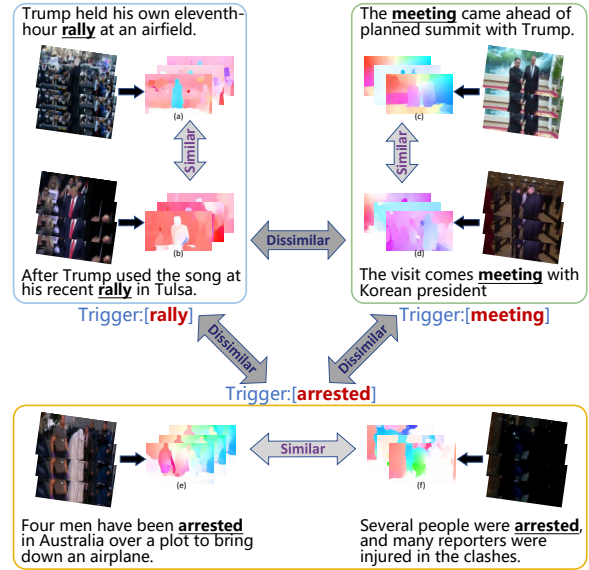 Trump held his own eleventh-
hour rally at an airfield.
(a)
Similar
(b)
After Trump used the song at
his recent rally in Tulsa.
Trigger:[rally]
The meeting came ahead of
planned summit with Trump.
(c)
Similar
(d)
The visit comes meeting with
Korean president
Trigger:[meeting]
Dissimilar
Dissimilar
Dissimilar
Trigger:[arrested]
(e)
Similar
(f)
Four men have been arrested
in Australia over a plot to bring
down an airplane.
Several people were arrested,
and many reporters were
injured in the clashes.